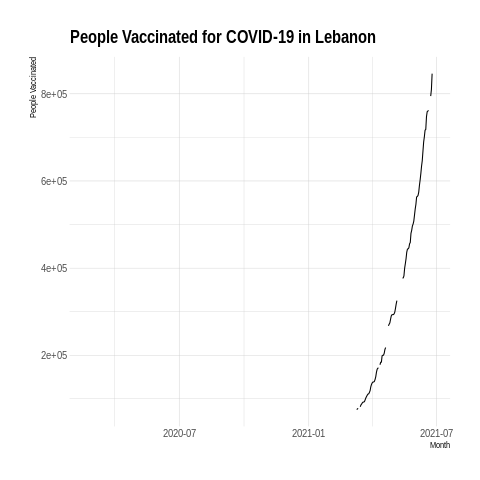 People Vaccinated for COVID-19 in Lebanon
People Vaccinated
8e+05
6e+05
4e+05
2e+05
2020-07
2021-01
2021-07
Month